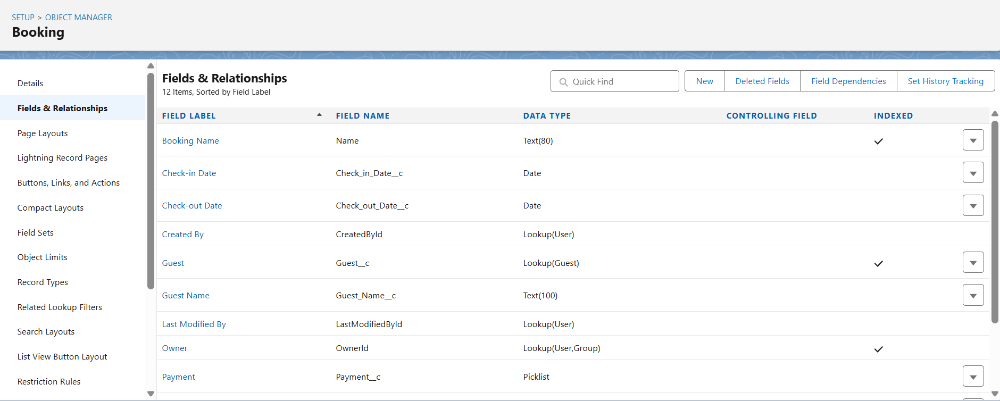 SETUP > OBJECT MANAGER
Booking
Details
Fields & Relationships
Page Layouts
Lightning Record Pages
Buttons, Links, and Actions
Compact Layouts
Field Sets
Object Limits
Record Types
Related Lookup Filters
Search Layouts
List View Button Layout
Restriction Rules
Fields & Relationships
12 Items, Sorted by Field Label
Quick Find
New Deleted Fields Field Dependencies Set History Tracking
FIELD LABEL FIELD NAME DATA TYPE CONTROLLING FIELD INDEXED
Booking Name Name Text(80)
Check-in Date Check_in_Date__c Date
Check-out Date Check_out_Date__c Date
Created By CreatedById Lookup(User)
Guest Guest__c Lookup(Guest)
Guest Name Guest_Name__c Text(100)
Last Modified By LastModifiedById Lookup(User)
Owner OwnerId Lookup(User,Group)
Payment Payment__c Picklist